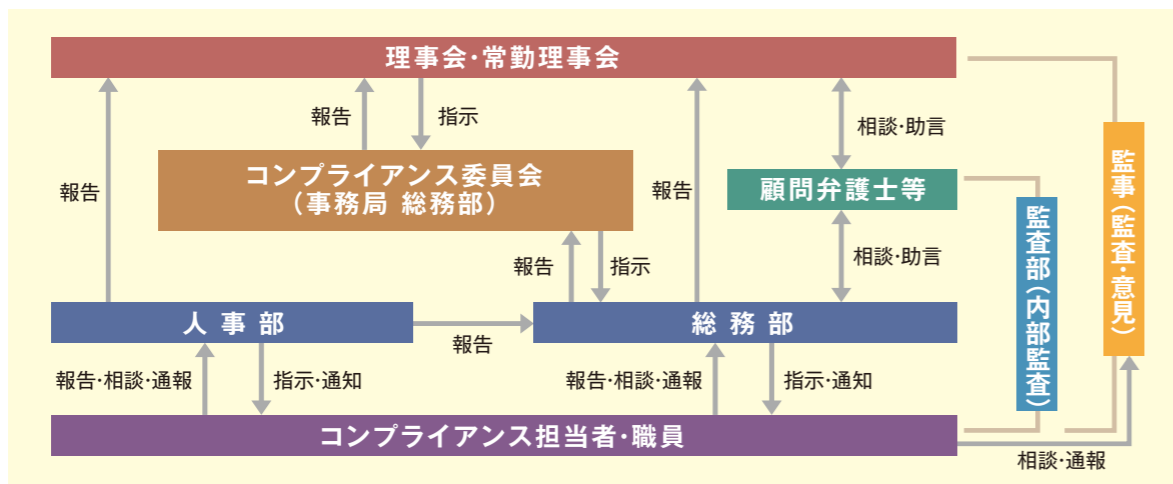 理事会･常勤理事会
報告
指示
相談･助言
報告
コンプライアンス委員会
（事務局 総務部）
報告
顧問弁護士等
監事（監査･意見）
監査部（内部監査）
報告
指示
相談･助言
人事部
報告
総務部
報告･相談･通報
指示･通知
報告･相談･通報
指示･通知
コンプライアンス担当者･職員
相談･通報